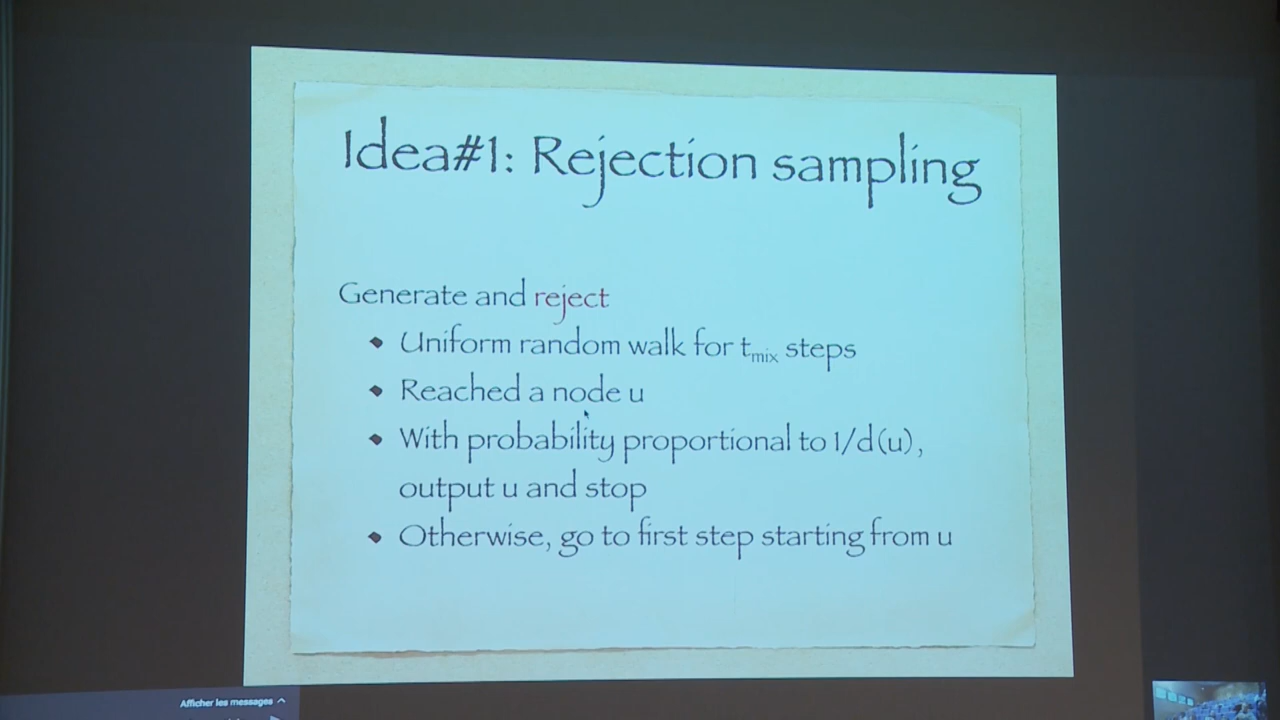 Idea#1: Rejection sampling
Generate and reject
Uniform random walk for tmix steps
Reached a node u
With probability proportional to 1/d(u),
output u and stop
Otherwise, go to first step starting from u
Afficher les messages